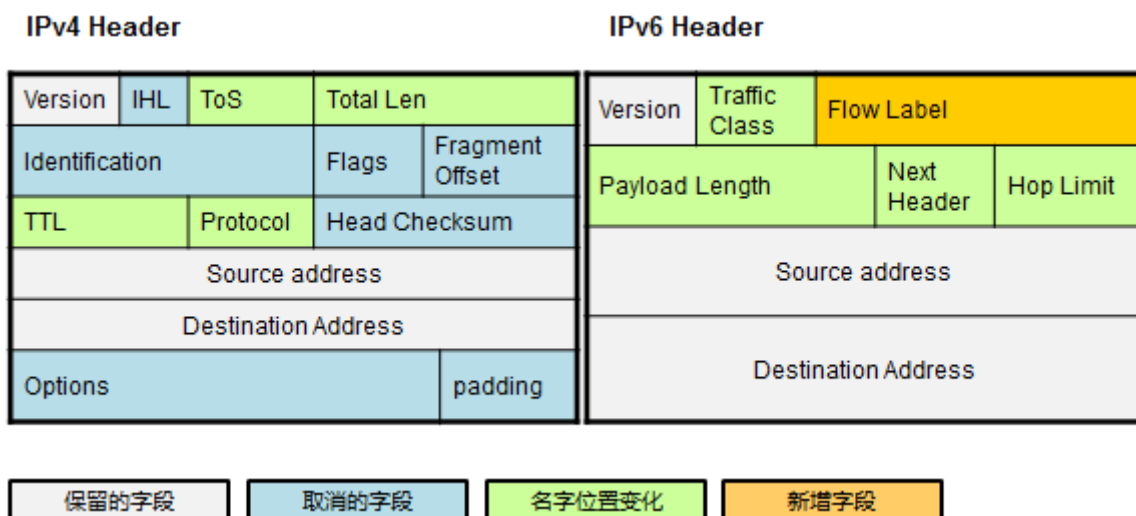 IPv4 Header
IPv6 Header
Version IHL ToS Total Len
Identification Flags Fragment
Offset
TTL Protocol Head Checksum
Source address
Destination Address
Options padding
Version Traffic
Class Flow Label
Payload Length Next
Header Hop Limit
Source address
Destination Address
保留的字段 取消的字段 名字位置变化 新增字段